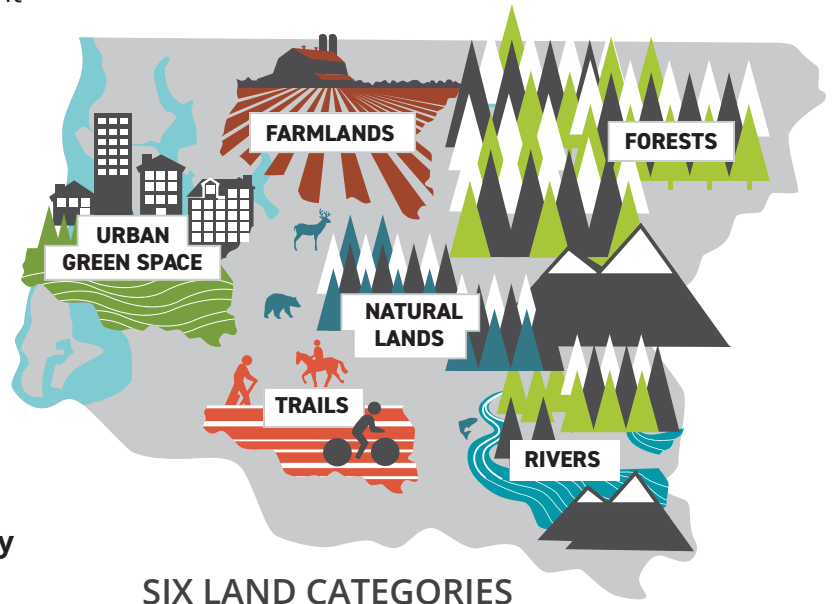 FARMLANDS
FORESTS
URBAN
GREEN SPACE
NATURAL
LANDS
TRAILS
RIVERS
y
SIX LAND CATEGORIES